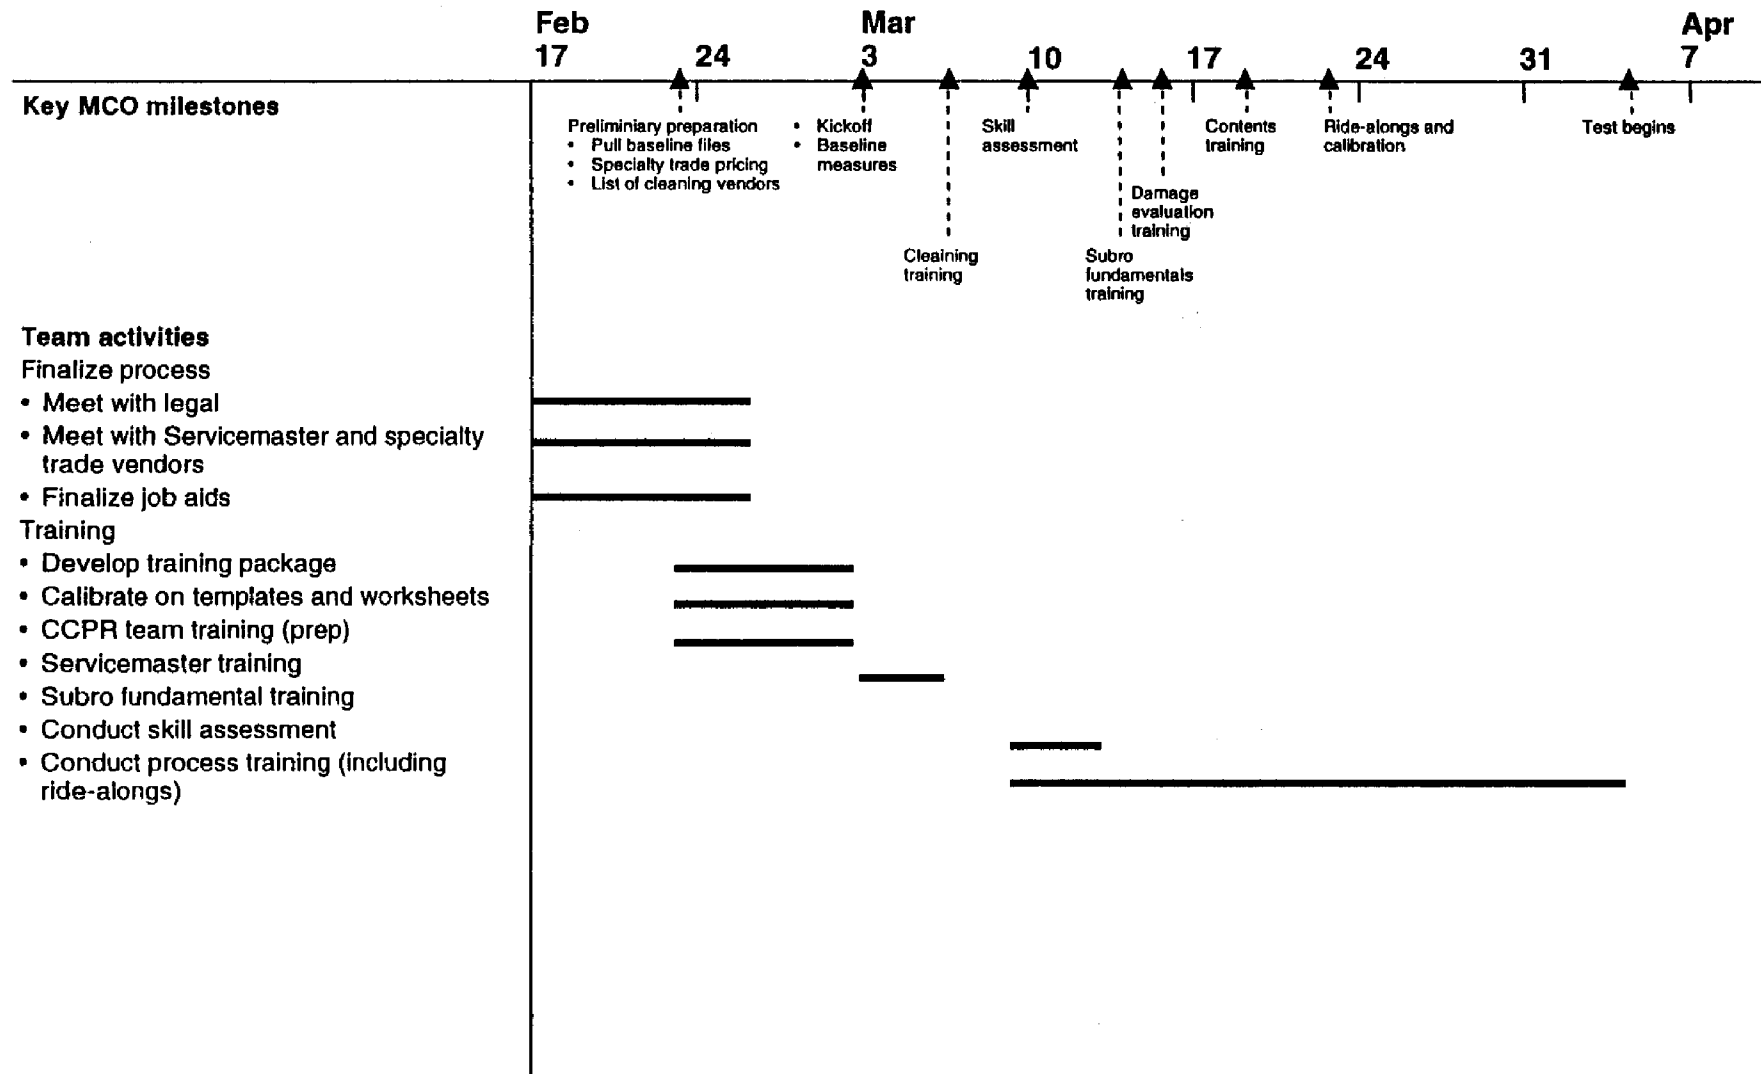 Feb Mar Apr
17 24 3 10 17 24 31 7
Key MCO milestones
Preliminiary preparation
• Pull baseline files
• Specialty trade pricing
• List of cleaning vendors
• Kickoff
• Baseline
measures
Cleaining
training
Skill
assessment
Subro
fundamentals
training
Damage
evaluation
training
Contents
training
Ride-alongs and
calibration
Test begins
Team activities
Finalize process
• Meet with legal
• Meet with Servicemaster and specialty
trade vendors
• Finalize job aids
Training
• Develop training package
• Calibrate on templates and worksheets
• CCPR team training (prep)
• Servicemaster training
• Subro fundamental training
• Conduct skill assessment
• Conduct process training (including
ride-alongs)